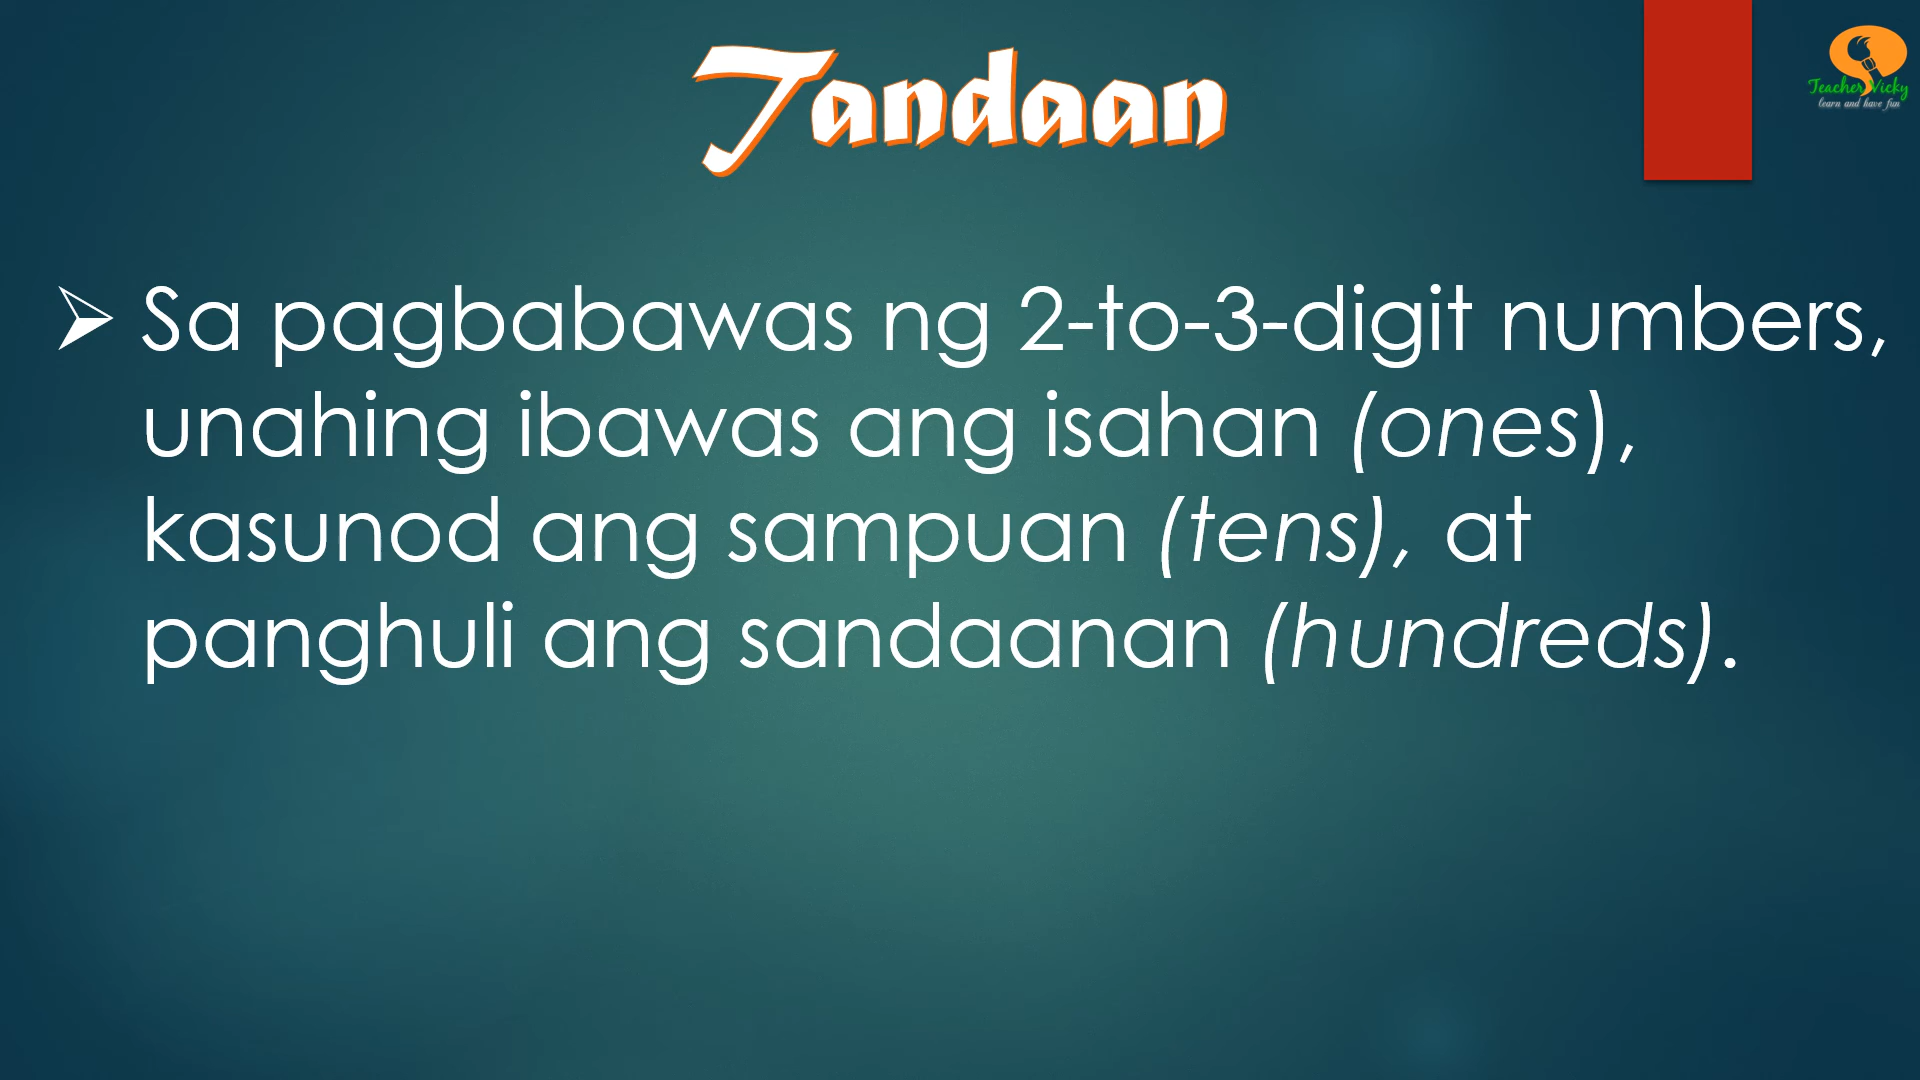 Tandaan
Teacher Vicky
learn and have fun
Sa pagbabawas ng 2-to-3-digit numbers,
unahing ibawas ang isahan (ones),
kasunod ang sampuan (tens), at
panghuli ang sandaanan (hundreds).